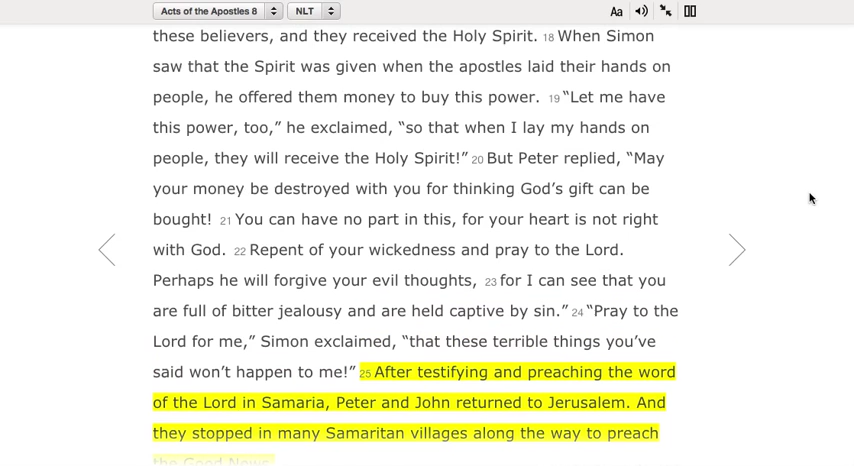 Acts of the Apostles 8 NLT Aa
these believers, and they received the Holy Spirit. 18 When Simon
saw that the Spirit was given when the apostles laid their hands on
people, he offered them money to buy this power. 19 “Let me have
this power, too,” he exclaimed, “so that when I lay my hands on
people, they will receive the Holy Spirit!” 20 But Peter replied, “May
your money be destroyed with you for thinking God’s gift can be
bought! 21 You can have no part in this, for your heart is not right
with God. 22 Repent of your wickedness and pray to the Lord.
Perhaps he will forgive your evil thoughts, 23 for I can see that you
are full of bitter jealousy and are held captive by sin.” 24 “Pray to the
Lord for me,” Simon exclaimed, “that these terrible things you’ve
said won’t happen to me!” 25 After testifying and preaching the word
of the Lord in Samaria, Peter and John returned to Jerusalem. And
they stopped in many Samaritan villages along the way to preach
the Good News.